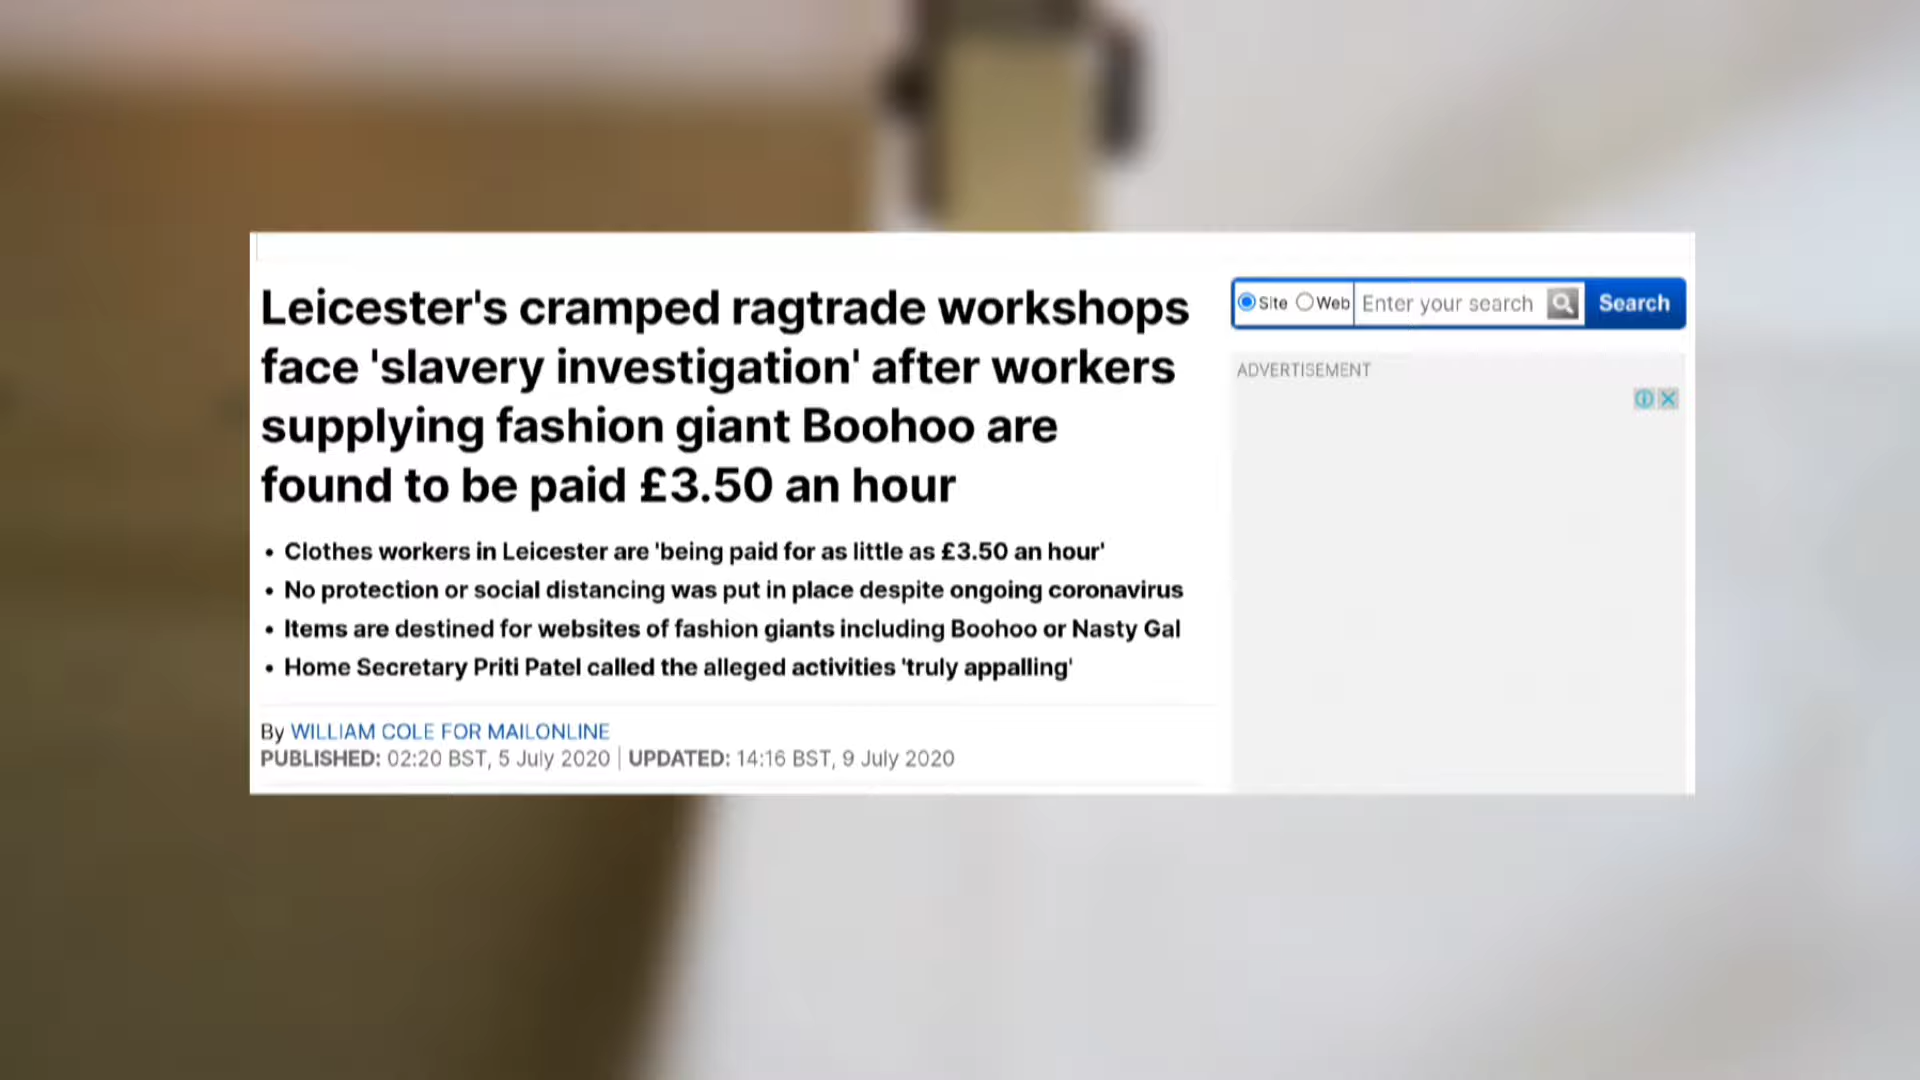 Leicester's cramped ragtrade workshops
face 'slavery investigation' after workers
supplying fashion giant Boohoo are
found to be paid £3.50 an hour
• Clothes workers in Leicester are 'being paid for as little as £3.50 an hour'
• No protection or social distancing was put in place despite ongoing coronavirus
• Items are destined for websites of fashion giants including Boohoo or Nasty Gal
• Home Secretary Priti Patel called the alleged activities 'truly appalling'
By WILLIAM COLE FOR MAILONLINE
PUBLISHED: 02:20 BST, 5 July 2020 | UPDATED: 14:16 BST, 9 July 2020
Site Web Enter your search Search
ADVERTISEMENT